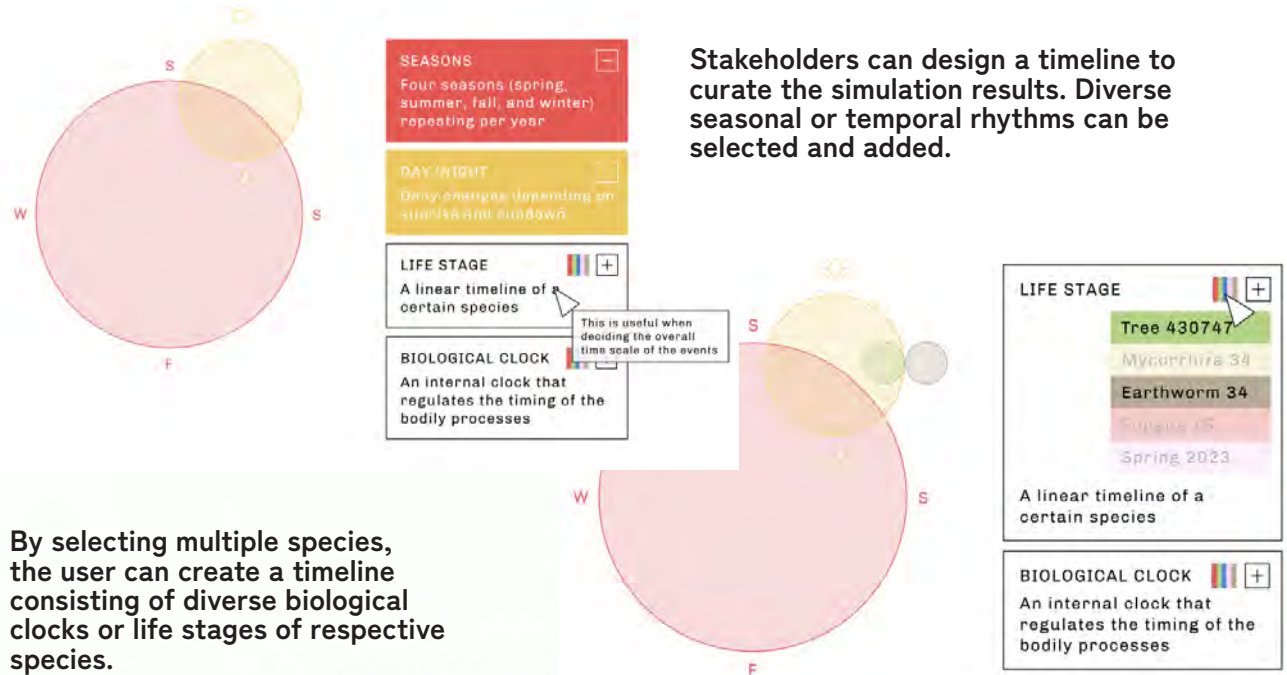 S
W
S
F
SEASONS
Four seasons (spring,
summer, fall, and winter)
repeating per year
DAY/NIGHT
Daily changes depending on
sunrise and sundown
LIFE STAGE
A linear timeline of a
certain species
This is useful when
deciding the overall
time scale of the events
BIOLOGICAL CLOCK
An internal clock that
regulates the timing of the
bodily processes
Stakeholders can design a timeline to
curate the simulation results. Diverse
seasonal or temporal rhythms can be
selected and added.
By selecting multiple species,
the user can create a timeline
consisting of diverse biological
clocks or life stages of respective
species.
S
W
S
F
LIFE STAGE
Tree 430747
Mycorrhiza 34
Earthworm 34
Spring 2023
A linear timeline of a
certain species
BIOLOGICAL CLOCK
An internal clock that
regulates the timing of the
bodily processes